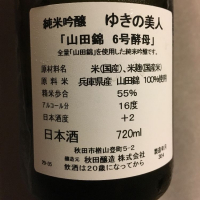 純米吟醸 ゆきの美人
「山田錦 6号酵母」
全量「山田錦」を使用した純米吟醸です。
原材料 米(国産)、米麹(国産米)
原料米 兵庫県産 山田錦 100%使用
精米歩合 55%
アルコール分 16度
日本酒度 +2
日本酒 720ml
秋田市楢山登町5-2
醸造元 秋田醸造 株式会社
飲酒は20歳になってから
製造年月